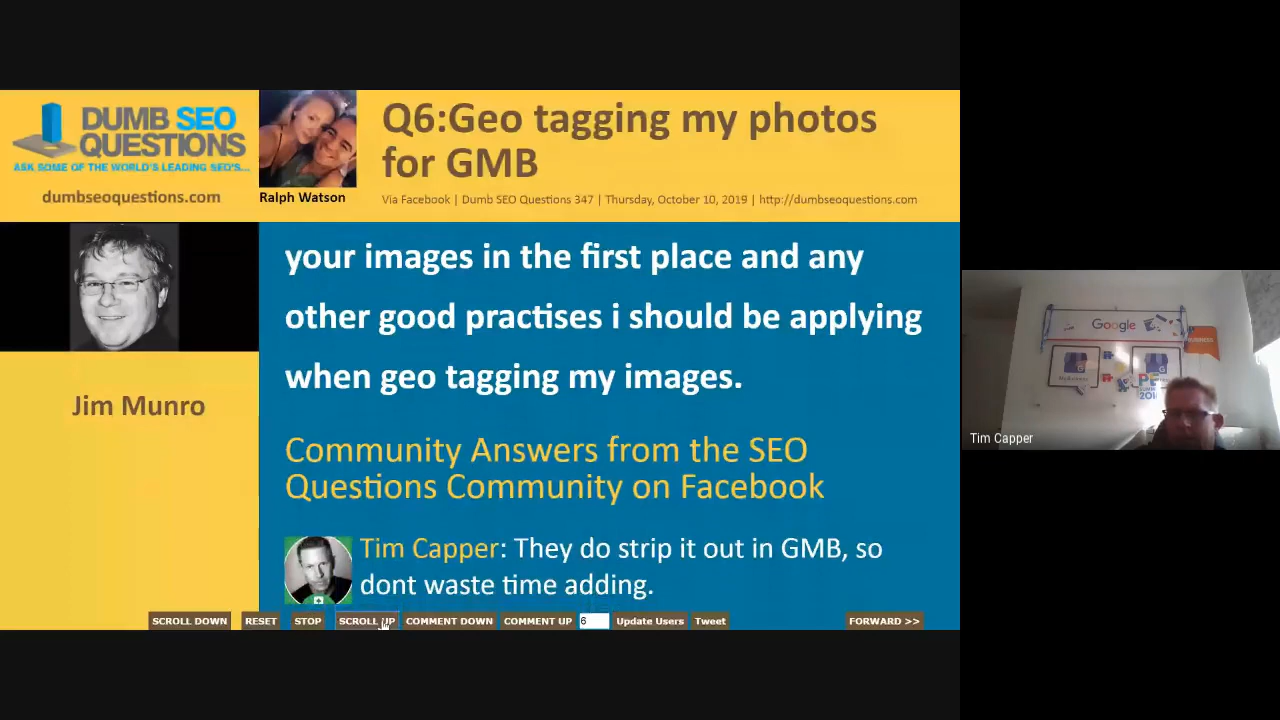 DUMB SEO
QUESTIONS
ASK SOME OF THE WORLD'S LEADING SEO'S...
dumbseoquestions.com
Ralph Watson
Q6:Geo tagging my photos
for GMB
Via Facebook | Dumb SEO Questions 347 | Thursday, October 10, 2019 | http://dumbseoquestions.com
Jim Munro
your images in the first place and any
other good practises i should be applying
when geo tagging my images.
Community Answers from the SEO
Questions Community on Facebook
Tim Capper: They do strip it out in GMB, so
dont waste time adding.
SCROLL DOWN RESET STOP SCROLL UP COMMENT DOWN COMMENT UP 6 Update Users Tweet FORWARD >>
Google
Tim Capper